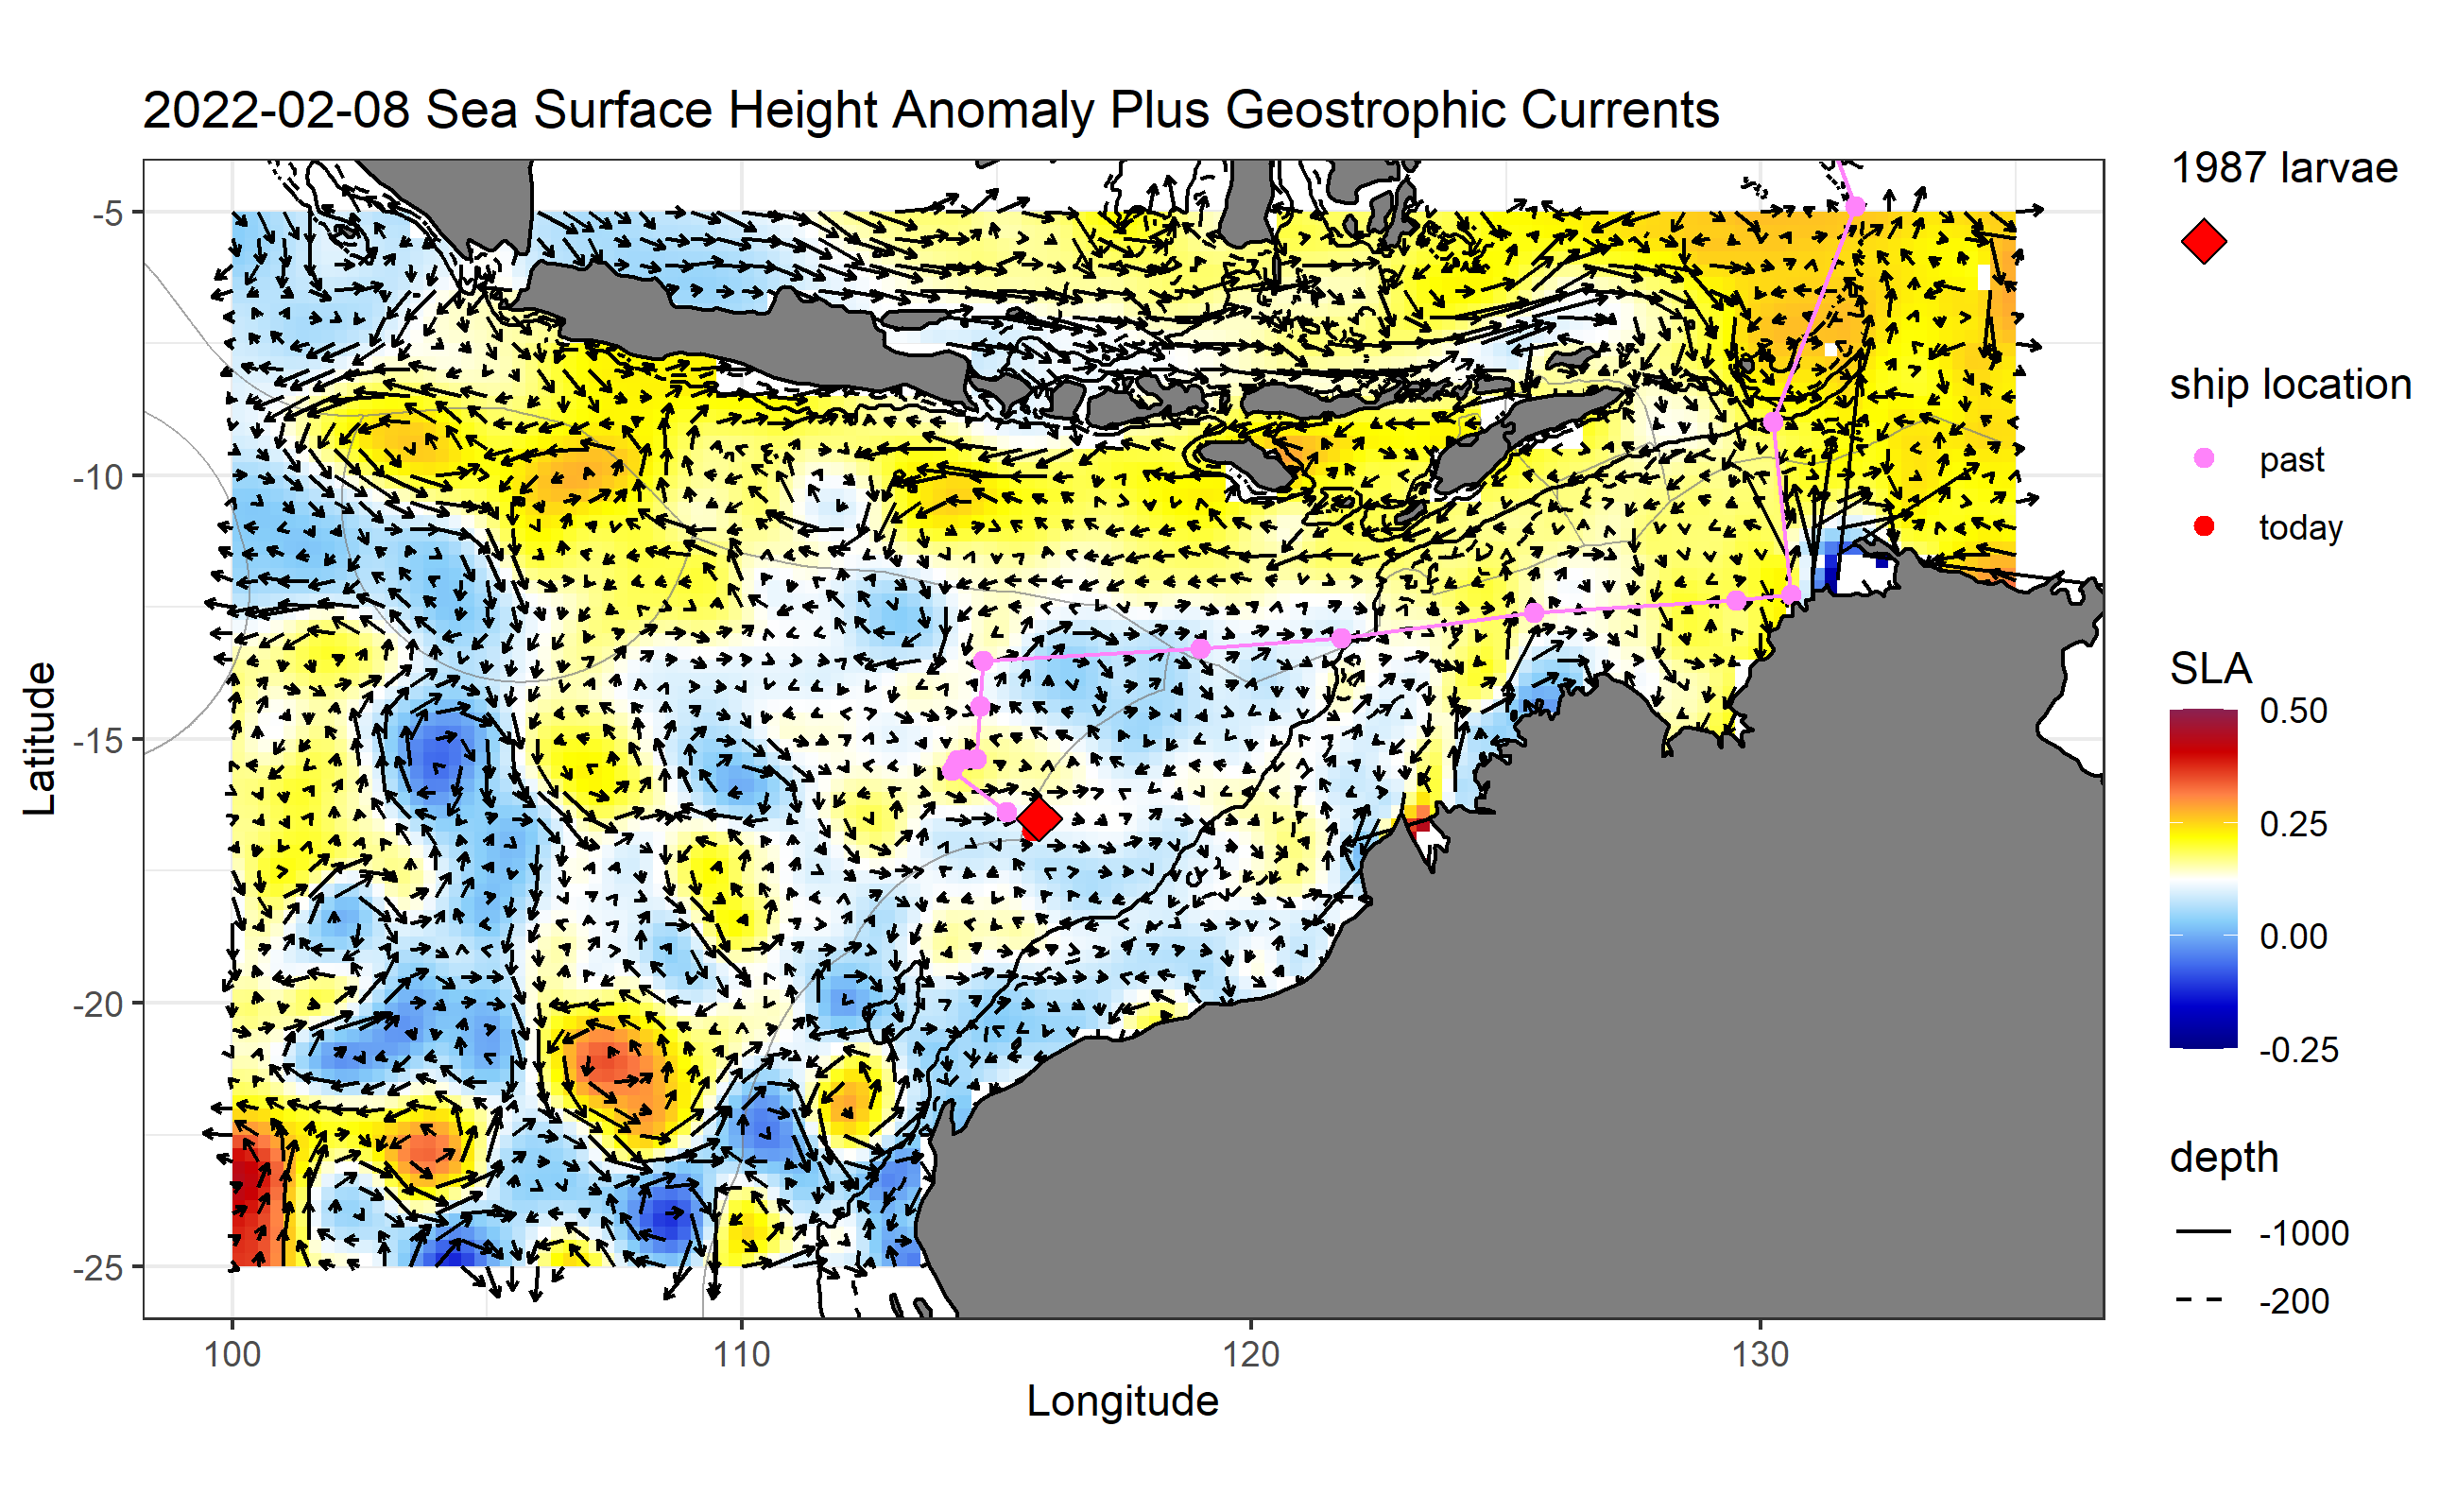 2022-02-08 Sea Surface Height Anomaly Plus Geostrophic Currents
1987 larvae
ship location
past
today
SLA
0.50
0.25
0.00
-0.25
depth
-1000
-200
Latitude
-5
-10
-15
-20
-25
100
110
120
130
Longitude